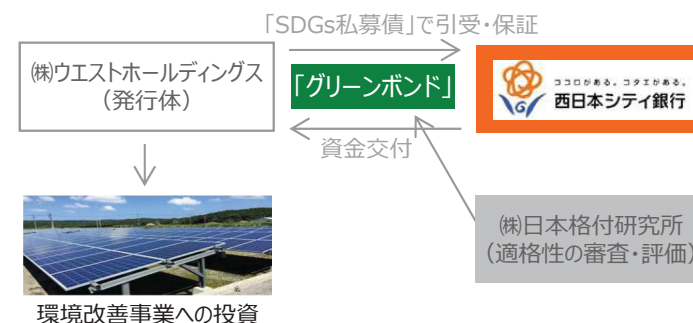 「SDGs私募債」で引受・保証
㈱ウエストホールディングス
（発行体）
「グリーンボンド」
ココロがある。コタエがある。
西日本シティ銀行
資金交付
㈱日本格付研究所
（適格性の審査・評価）
環境改善事業への投資